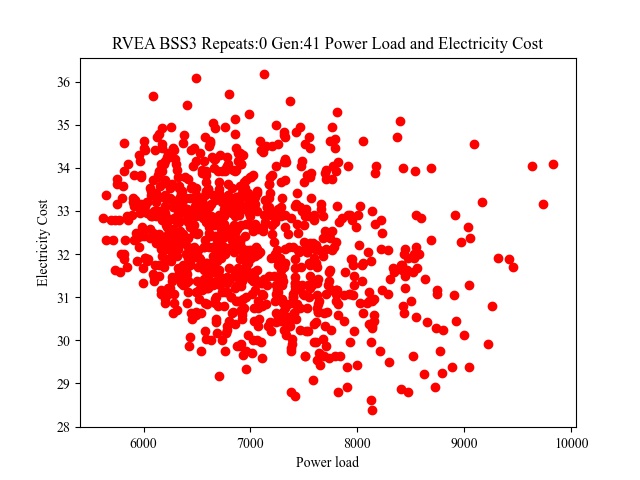 RVEA BSS3 Repeats:0 Gen:41 Power Load and Electricity Cost
36
35
34
33
32
31
30
29
28
Electricity Cost
6000 7000 8000 9000 10000
Power load